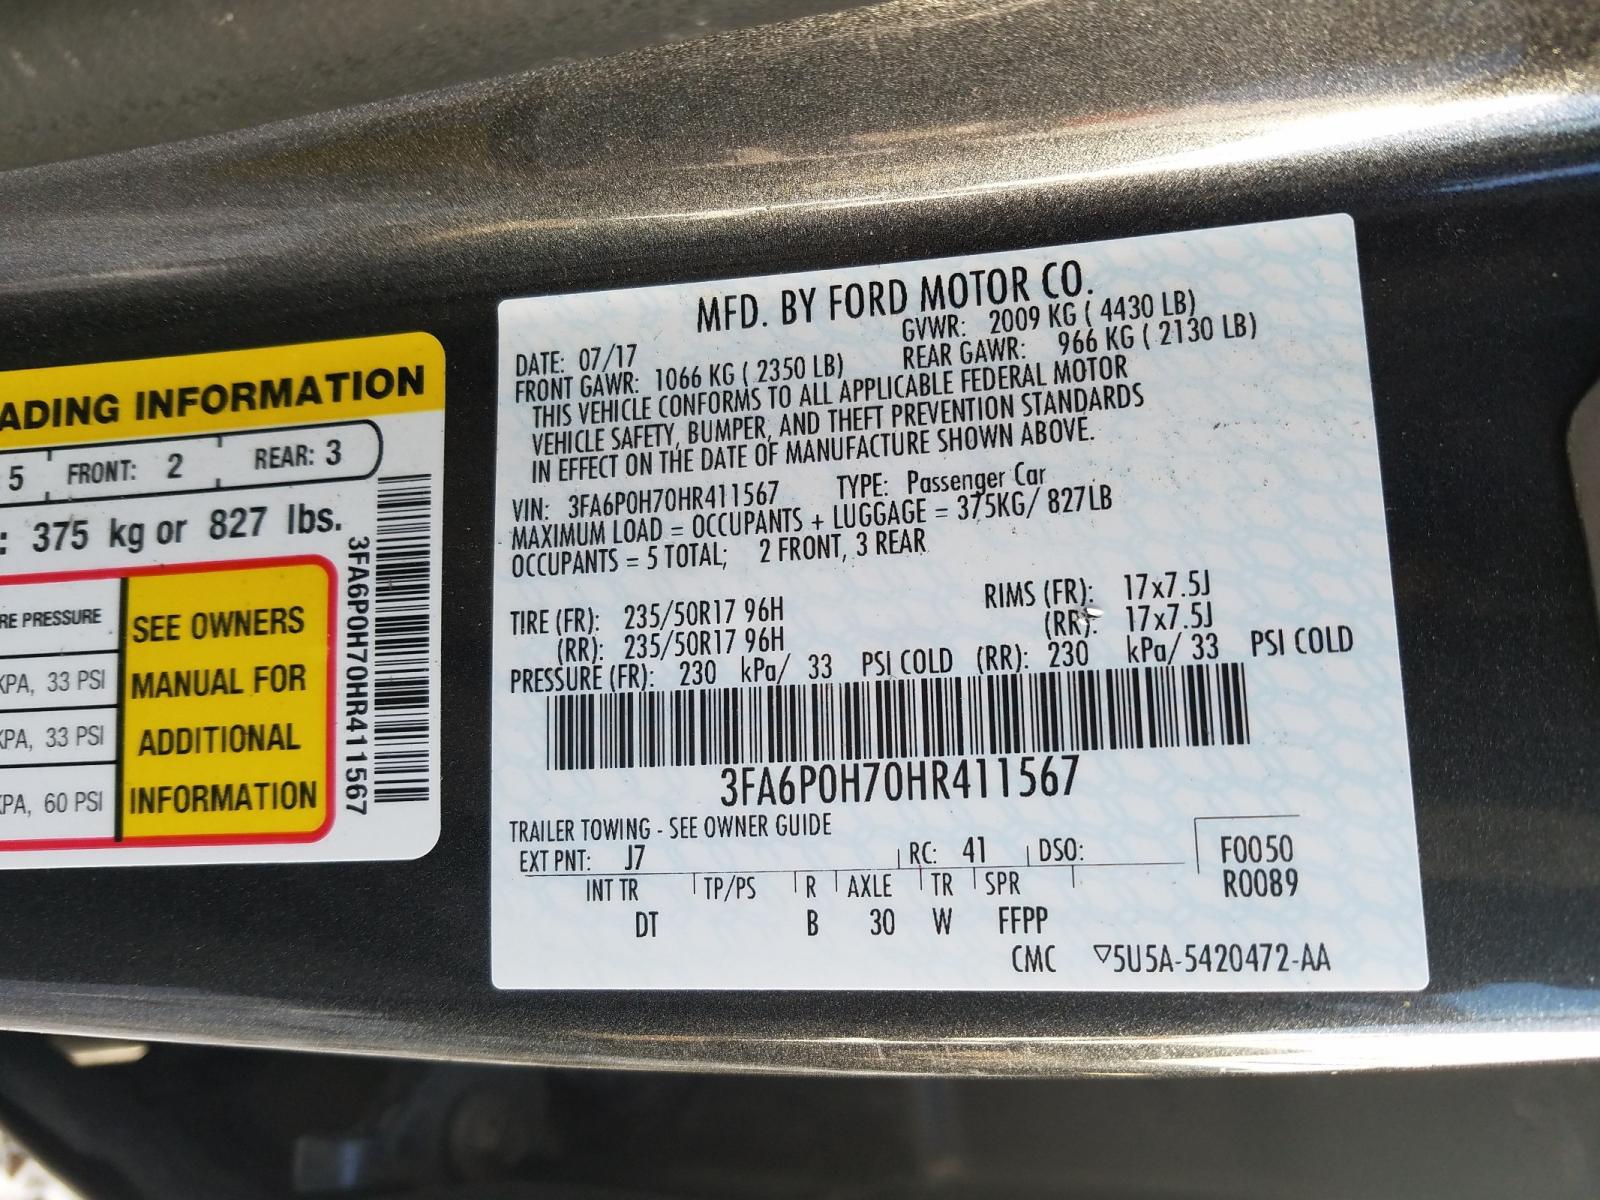 ADING INFORMATION
5 FRONT: 2 REAR: 3
: 375 kg or 827 lbs.
RE PRESSURE
KPA, 33 PSI
KPA, 33 PSI
KPA, 60 PSI
SEE OWNERS
MANUAL FOR
ADDITIONAL
INFORMATION
3FA6P0H70HR411567
MFD. BY FORD MOTOR CO.
DATE: 07/17 GVWR: 2009 KG ( 4430 LB)
FRONT GAWR: 1066 KG ( 2350 LB) REAR GAWR: 966 KG ( 2130 LB)
THIS VEHICLE CONFORMS TO ALL APPLICABLE FEDERAL MOTOR
VEHICLE SAFETY, BUMPER, AND THEFT PREVENTION STANDARDS
IN EFFECT ON THE DATE OF MANUFACTURE SHOWN ABOVE.
VIN: 3FA6P0H70HR411567 TYPE: Passenger Car
MAXIMUM LOAD = OCCUPANTS + LUGGAGE = 375KG/ 827LB
OCCUPANTS = 5 TOTAL; 2 FRONT, 3 REAR
TIRE (FR): 235/50R17 96H RIMS (FR): 17x7.5J
(RR): 235/50R17 96H (RR): 17x7.5J
PRESSURE (FR): 230 kPa/ 33 PSI COLD (RR): 230 kPa/ 33 PSI COLD
3FA6P0H70HR411567
TRAILER TOWING - SEE OWNER GUIDE
EXT PNT: J7 RC: 41 DSO: F0050
INT TR TP/PS R AXLE TR SPR R0089
DT B 30 W FFPP
CMC ▽5U5A-5420472-AA